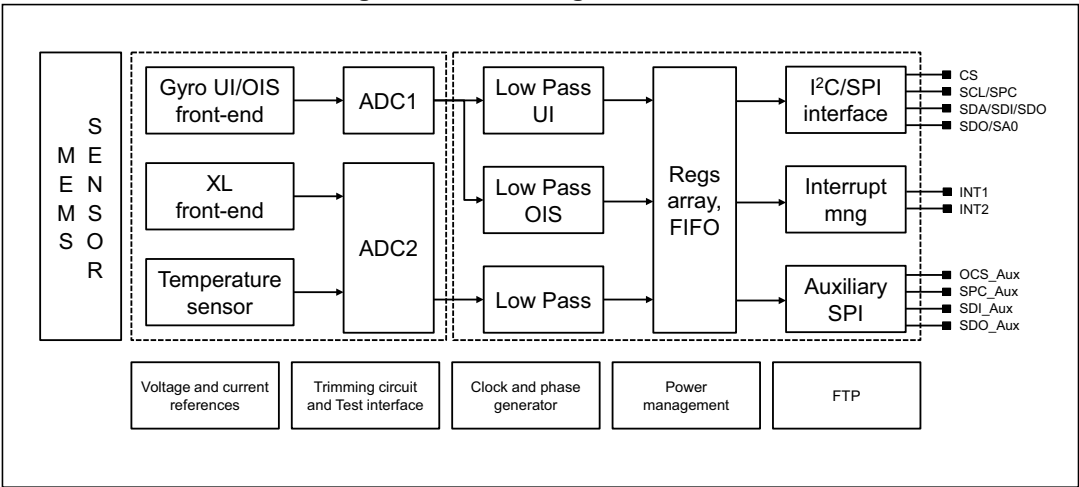 M E M S
S E N S O R
Gyro UI/OIS
front-end
ADC1
XL
front-end
ADC2
Temperature
sensor
Low Pass
UI
Low Pass
OIS
Low Pass
Regs
array,
FIFO
I²C/SPI
interface
Interrupt
mng
Auxiliary
SPI
CS
SCL/SPC
SDA/SDI/SDO
SDO/SA0
INT1
INT2
OCS_Aux
SPC_Aux
SDI_Aux
SDO_Aux
Voltage and current
references
Trimming circuit
and Test interface
Clock and phase
generator
Power
management
FTP